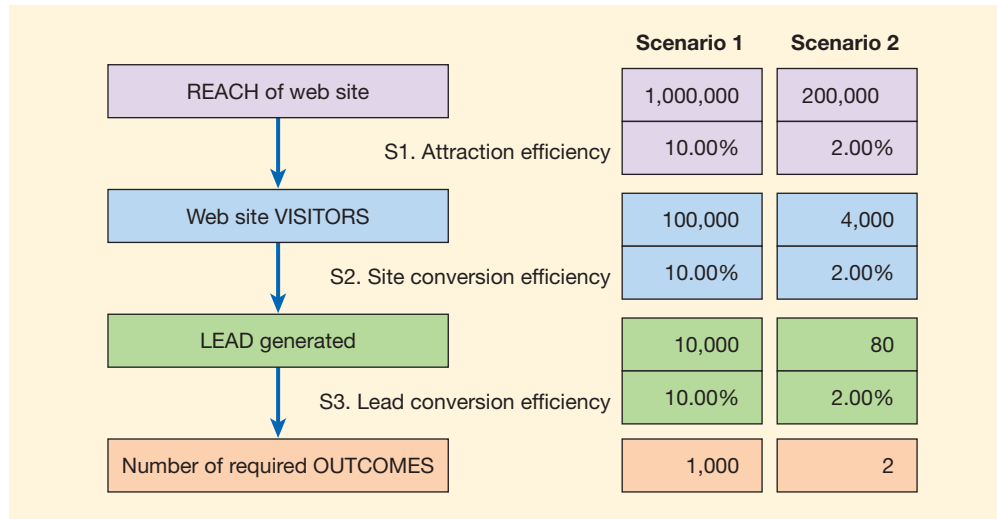 Scenario 1 Scenario 2
REACH of web site 1,000,000 200,000
S1. Attraction efficiency 10.00% 2.00%
Web site VISITORS 100,000 4,000
S2. Site conversion efficiency 10.00% 2.00%
LEAD generated 10,000 80
S3. Lead conversion efficiency 10.00% 2.00%
Number of required OUTCOMES 1,000 2